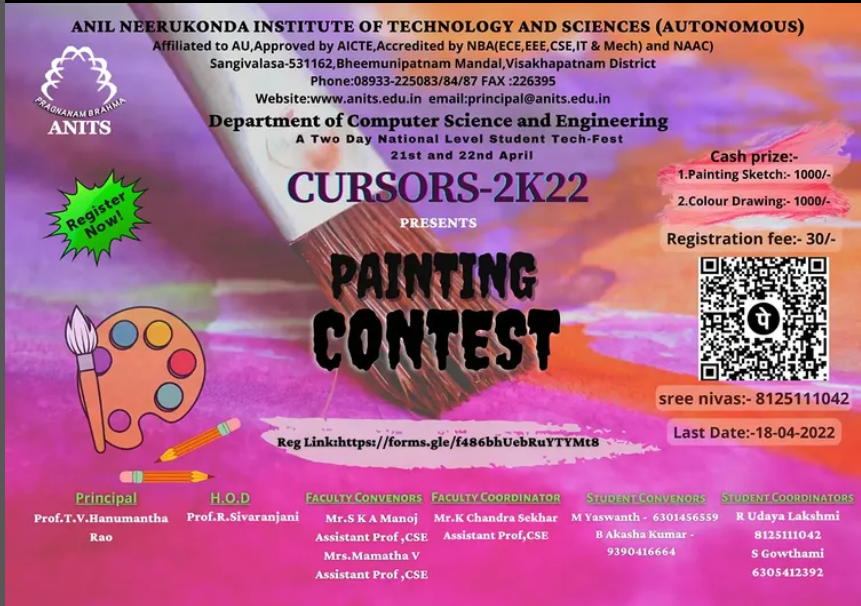 ANIL NEERUKONDA INSTITUTE OF TECHNOLOGY AND SCIENCES (AUTONOMOUS)
Affiliated to AU,Approved by AICTE,Accredited by NBA(ECE,EEE,CSE,IT & Mech) and NAAC)
Sangivalasa-531162,Bheemunipatnam Mandal,Visakhapatnam District
Phone:08933-225083/84/87 FAX :226395
Website:www.anits.edu.in email:principal@anits.edu.in
PRAGNANAM BRAHMA
ANITS
Department of Computer Science and Engineering
A Two Day National Level Student Tech-Fest
21st and 22nd April
CURSORS-2K22
PRESENTS
Register
Now!
PAINTING
CONTEST
Cash prize:-
1.Painting Sketch:- 1000/-
2.Colour Drawing:- 1000/-
Registration fee:- 30/-
पे
sree nivas:- 8125111042
Last Date:-18-04-2022
Reg Link:https://forms.gle/f486bhUebRuYTYMt8
Principal
Prof.T.V.Hanumantha
Rao
H.O.D
Prof.R.Sivaranjani
FACULTY CONVENORS
Mr.S K A Manoj
Assistant Prof ,CSE
Mrs.Mamatha V
Assistant Prof ,CSE
FACULTY COORDINATOR
Mr.K Chandra Sekhar
Assistant Prof,CSE
STUDENT CONVENORS
M Yaswanth - 6301456559
B Akasha Kumar -
9390416664
STUDENT COORDINATORS
R Udaya Lakshmi
8125111042
S Gowthami
6305412392